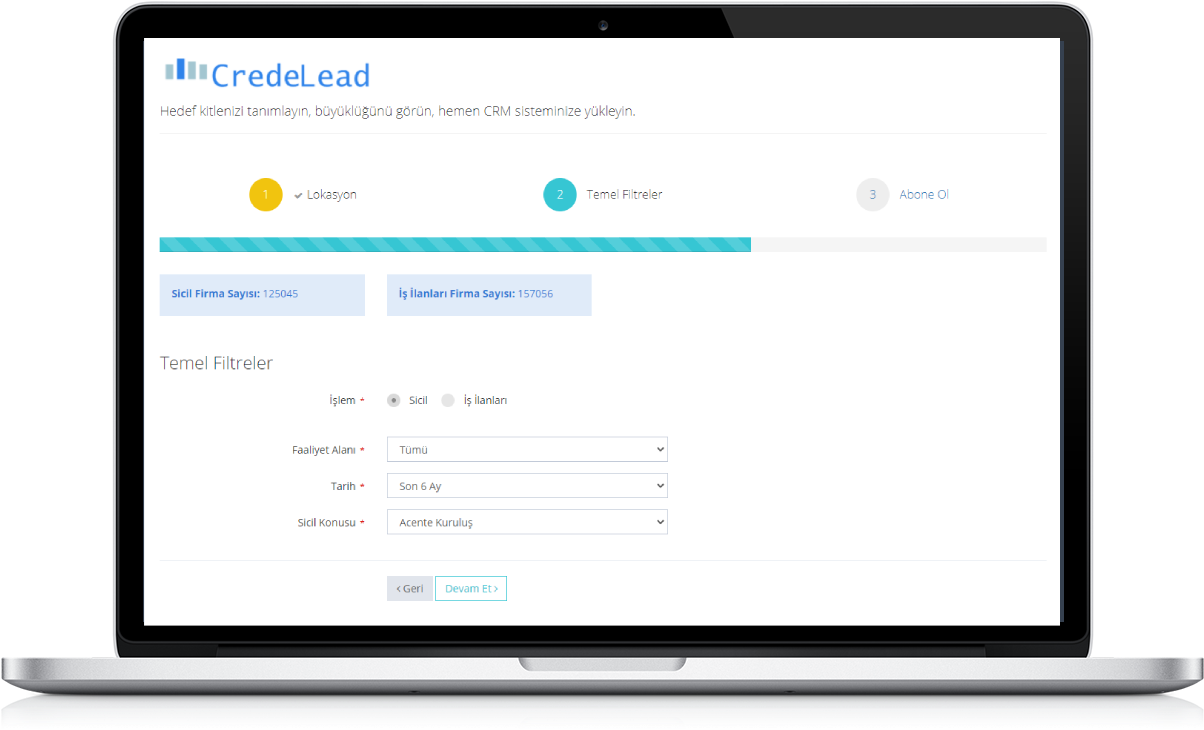 CredeLead
Hedef kitlenizi tanımlayın, büyüklüğünü görün, hemen CRM sisteminize yükleyin.
1 Lokasyon 2 Temel Filtreler 3 Abone Ol
Sicil Firma Sayısı: 125045 İş İlanları Firma Sayısı: 157056
Temel Filtreler
İşlem * Sicil İş İlanları
Faaliyet Alanı * Tümü
Tarih * Son 6 Ay
Sicil Konusu * Acente Kuruluş
‹ Geri Devam Et ›